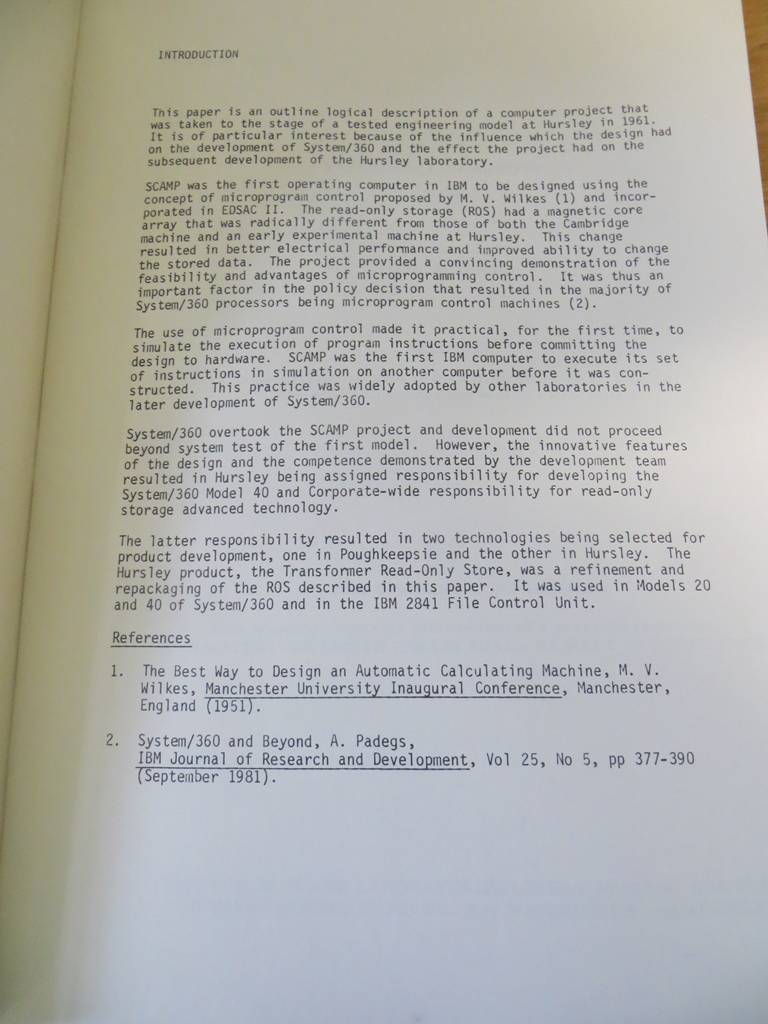 INTRODUCTION
This paper is an outline logical description of a computer project that
was taken to the stage of a tested engineering model at Hursley in 1961.
It is of particular interest because of the influence which the design had
on the development of System/360 and the effect the project had on the
subsequent development of the Hursley laboratory.
SCAMP was the first operating computer in IBM to be designed using the
concept of microprogram control proposed by M. V. Wilkes (1) and incor-
porated in EDSAC II.  The read-only storage (ROS) had a magnetic core
array that was radically different from those of both the Cambridge
machine and an early experimental machine at Hursley.  This change
resulted in better electrical performance and improved ability to change
the stored data.  The project provided a convincing demonstration of the
feasibility and advantages of microprogramming control.  It was thus an
important factor in the policy decision that resulted in the majority of
System/360 processors being microprogram control machines (2).
The use of microprogram control made it practical, for the first time, to
simulate the execution of program instructions before committing the
design to hardware.  SCAMP was the first IBM computer to execute its set
of instructions in simulation on another computer before it was con-
structed.  This practice was widely adopted by other laboratories in the
later development of System/360.
System/360 overtook the SCAMP project and development did not proceed
beyond system test of the first model.  However, the innovative features
of the design and the competence demonstrated by the development team
resulted in Hursley being assigned responsibility for developing the
System/360 Model 40 and Corporate-wide responsibility for read-only
storage advanced technology.
The latter responsibility resulted in two technologies being selected for
product development, one in Poughkeepsie and the other in Hursley.  The
Hursley product, the Transformer Read-Only Store, was a refinement and
repackaging of the ROS described in this paper.  It was used in Models 20
and 40 of System/360 and in the IBM 2841 File Control Unit.
References
1.  The Best Way to Design an Automatic Calculating Machine, M. V.
Wilkes, Manchester University Inaugural Conference, Manchester,
England (1951).
2.  System/360 and Beyond, A. Padegs,
IBM Journal of Research and Development, Vol 25, No 5, pp 377-390
(September 1981).